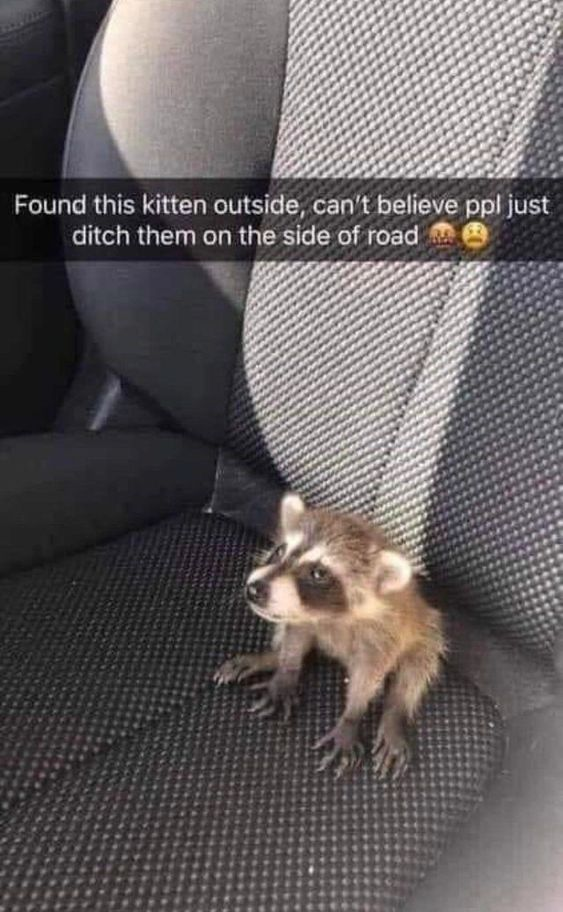 Found this kitten outside, can't believe ppl just
ditch them on the side of road 🤬😫